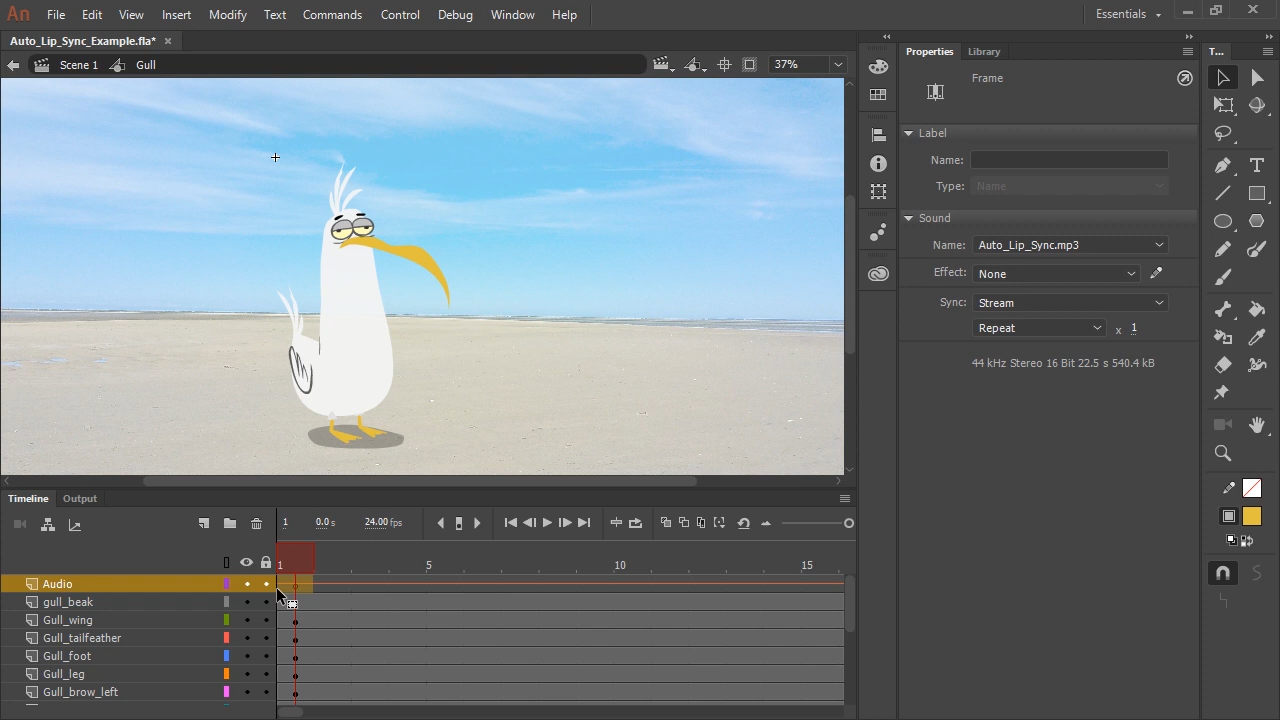 An File Edit View Insert Modify Text Commands Control Debug Window Help Essentials
Auto_Lip_Sync_Example.fla*
Scene 1 Gull 37%
Properties Library T...
Frame
Label
Name:
Type: Name
Sound
Name: Auto_Lip_Sync.mp3
Effect: None
Sync: Stream
Repeat x 1
44 kHz Stereo 16 Bit 22.5 s 540.4 kB
Timeline Output
1 0.0 s 24.00 fps
1 5 10 15
Audio
gull_beak
Gull_wing
Gull_tailfeather
Gull_foot
Gull_leg
Gull_brow_left